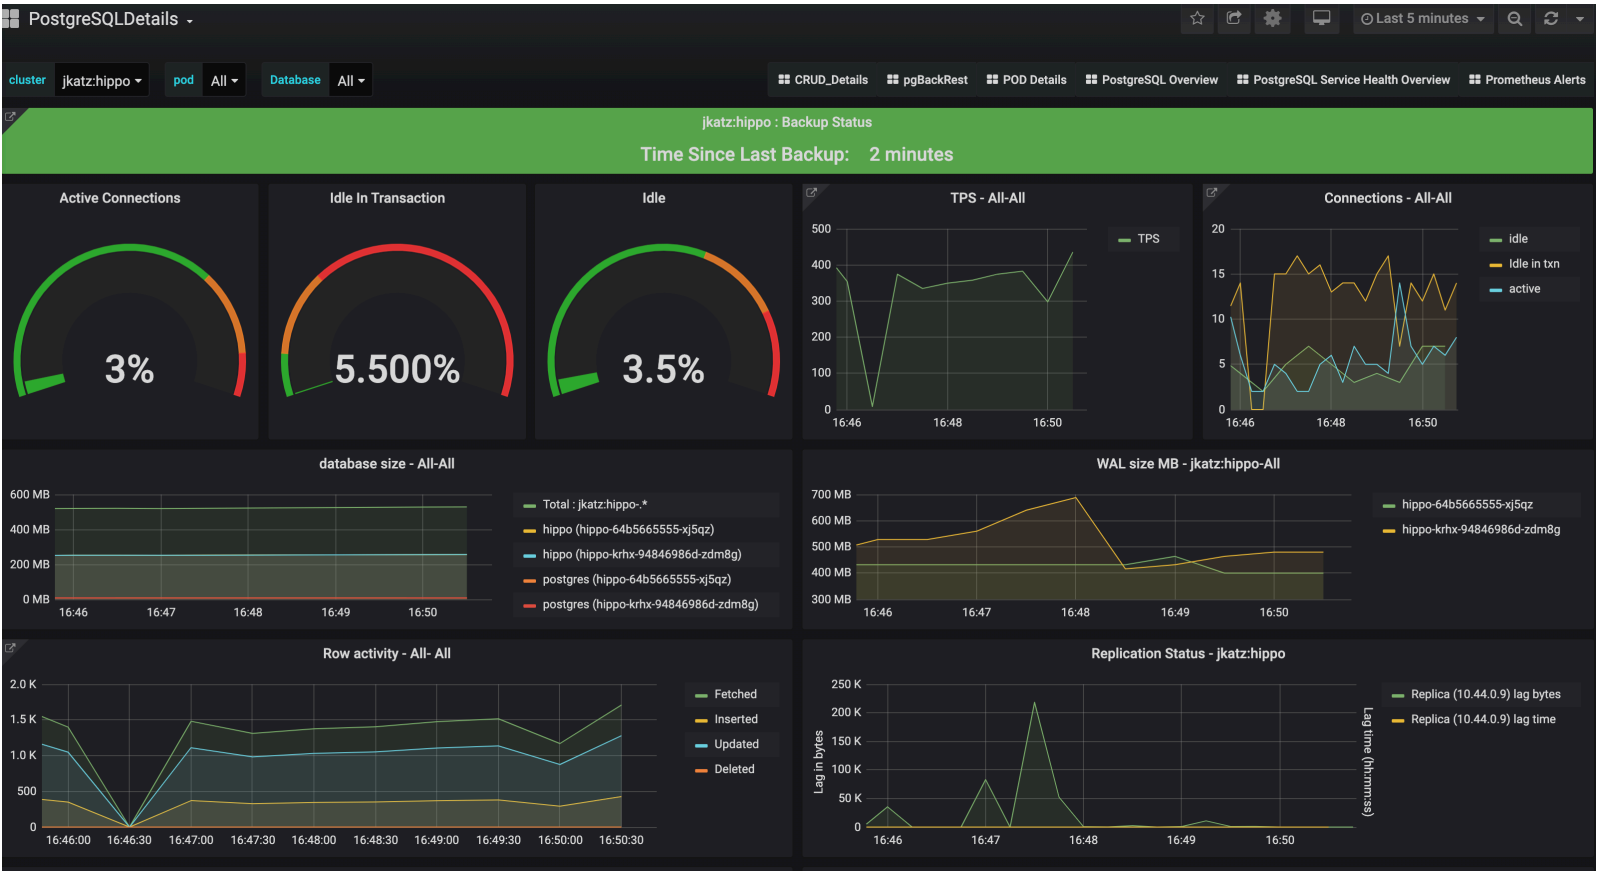 PostgreSQLDetails
Last 5 minutes
cluster jkatz:hippo pod All Database All
CRUD_Details pgBackRest POD Details PostgreSQL Overview PostgreSQL Service Health Overview Prometheus Alerts
jkatz:hippo : Backup Status
Time Since Last Backup: 2 minutes
Active Connections
3%
Idle In Transaction
5.500%
Idle
3.5%
TPS - All-All
500
400
300
200
100
0
16:46 16:48 16:50
TPS
Connections - All-All
20
15
10
5
0
16:46 16:48 16:50
idle
Idle in txn
active
database size - All-All
600 MB
400 MB
200 MB
0 MB
16:46 16:47 16:48 16:49 16:50
Total : jkatz:hippo-.*
hippo (hippo-64b5665555-xj5qz)
hippo (hippo-krhx-94846986d-zdm8g)
postgres (hippo-64b5665555-xj5qz)
postgres (hippo-krhx-94846986d-zdm8g)
WAL size MB - jkatz:hippo-All
700 MB
600 MB
500 MB
400 MB
300 MB
16:46 16:47 16:48 16:49 16:50
hippo-64b5665555-xj5qz
hippo-krhx-94846986d-zdm8g
Row activity - All- All
2.0 K
1.5 K
1.0 K
500
0
16:46:00 16:46:30 16:47:00 16:47:30 16:48:00 16:48:30 16:49:00 16:49:30 16:50:00 16:50:30
Fetched
Inserted
Updated
Deleted
Replication Status - jkatz:hippo
Lag in bytes
250 K
200 K
150 K
100 K
50 K
0
16:46 16:47 16:48 16:49 16:50
Lag time (hh:mm:ss)
Replica (10.44.0.9) lag bytes
Replica (10.44.0.9) lag time